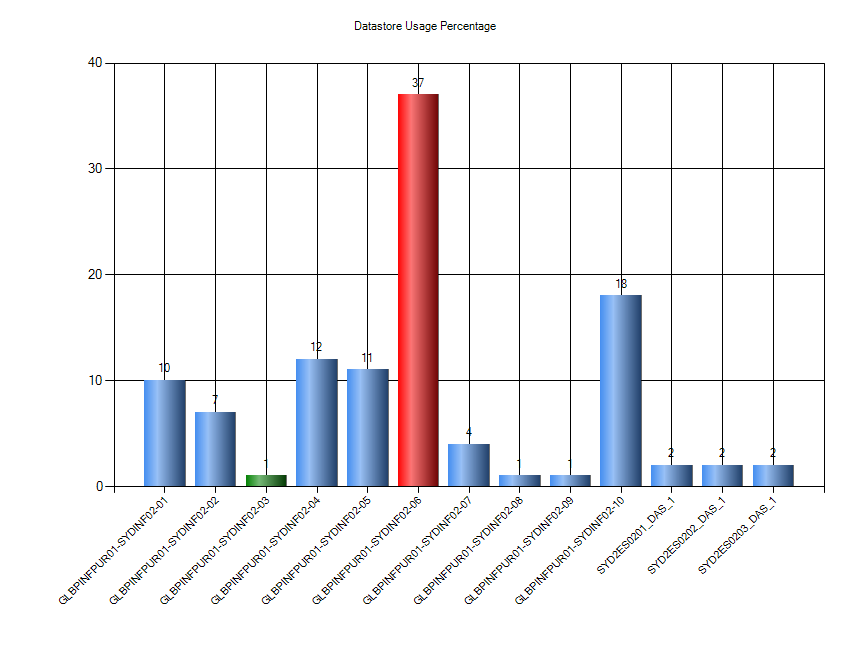 Datastore Usage Percentage
40
30
20
10
0
10
7
1
12
11
37
4
1
1
18
2
2
2
GLBPINFPUR01-SYDINF02-01
GLBPINFPUR01-SYDINF02-02
GLBPINFPUR01-SYDINF02-03
GLBPINFPUR01-SYDINF02-04
GLBPINFPUR01-SYDINF02-05
GLBPINFPUR01-SYDINF02-06
GLBPINFPUR01-SYDINF02-07
GLBPINFPUR01-SYDINF02-08
GLBPINFPUR01-SYDINF02-09
GLBPINFPUR01-SYDINF02-10
SYD2ES0201_DAS_1
SYD2ES0202_DAS_1
SYD2ES0203_DAS_1